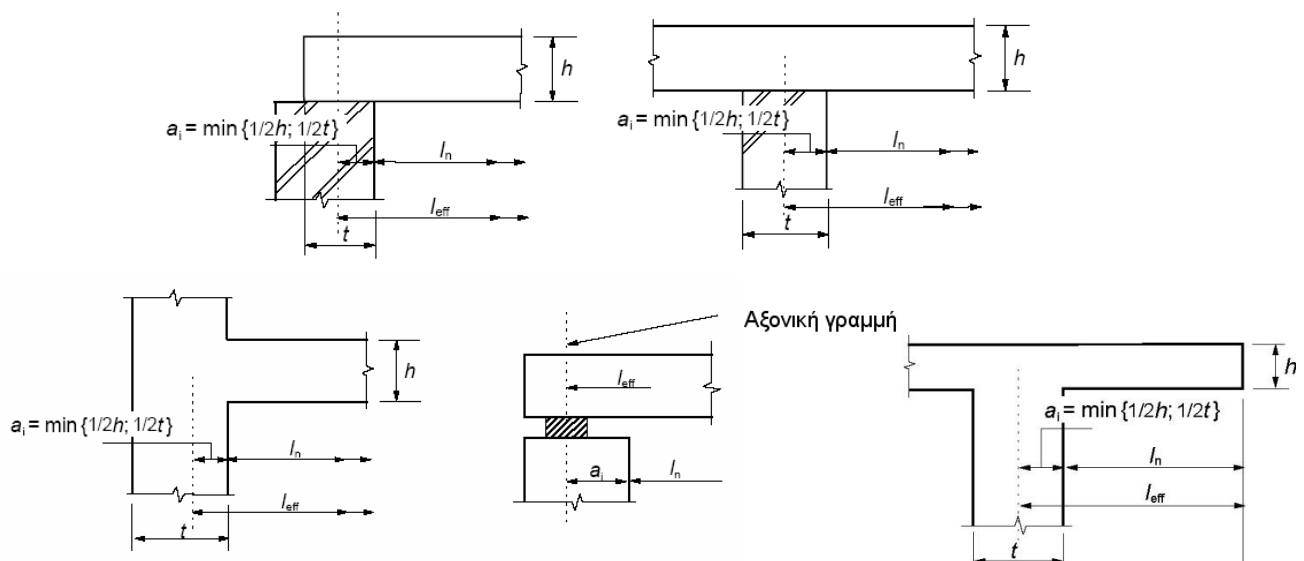 h
a_i = min {1/2h; 1/2t}
l_n
l_eff
t
h
a_i = min {1/2h; 1/2t}
l_n
l_eff
t
h
a_i = min {1/2h; 1/2t}
l_n
l_eff
t
Αξονική γραμμή
l_eff
a_i
l_n
h
a_i = min {1/2h; 1/2t}
l_n
l_eff
t